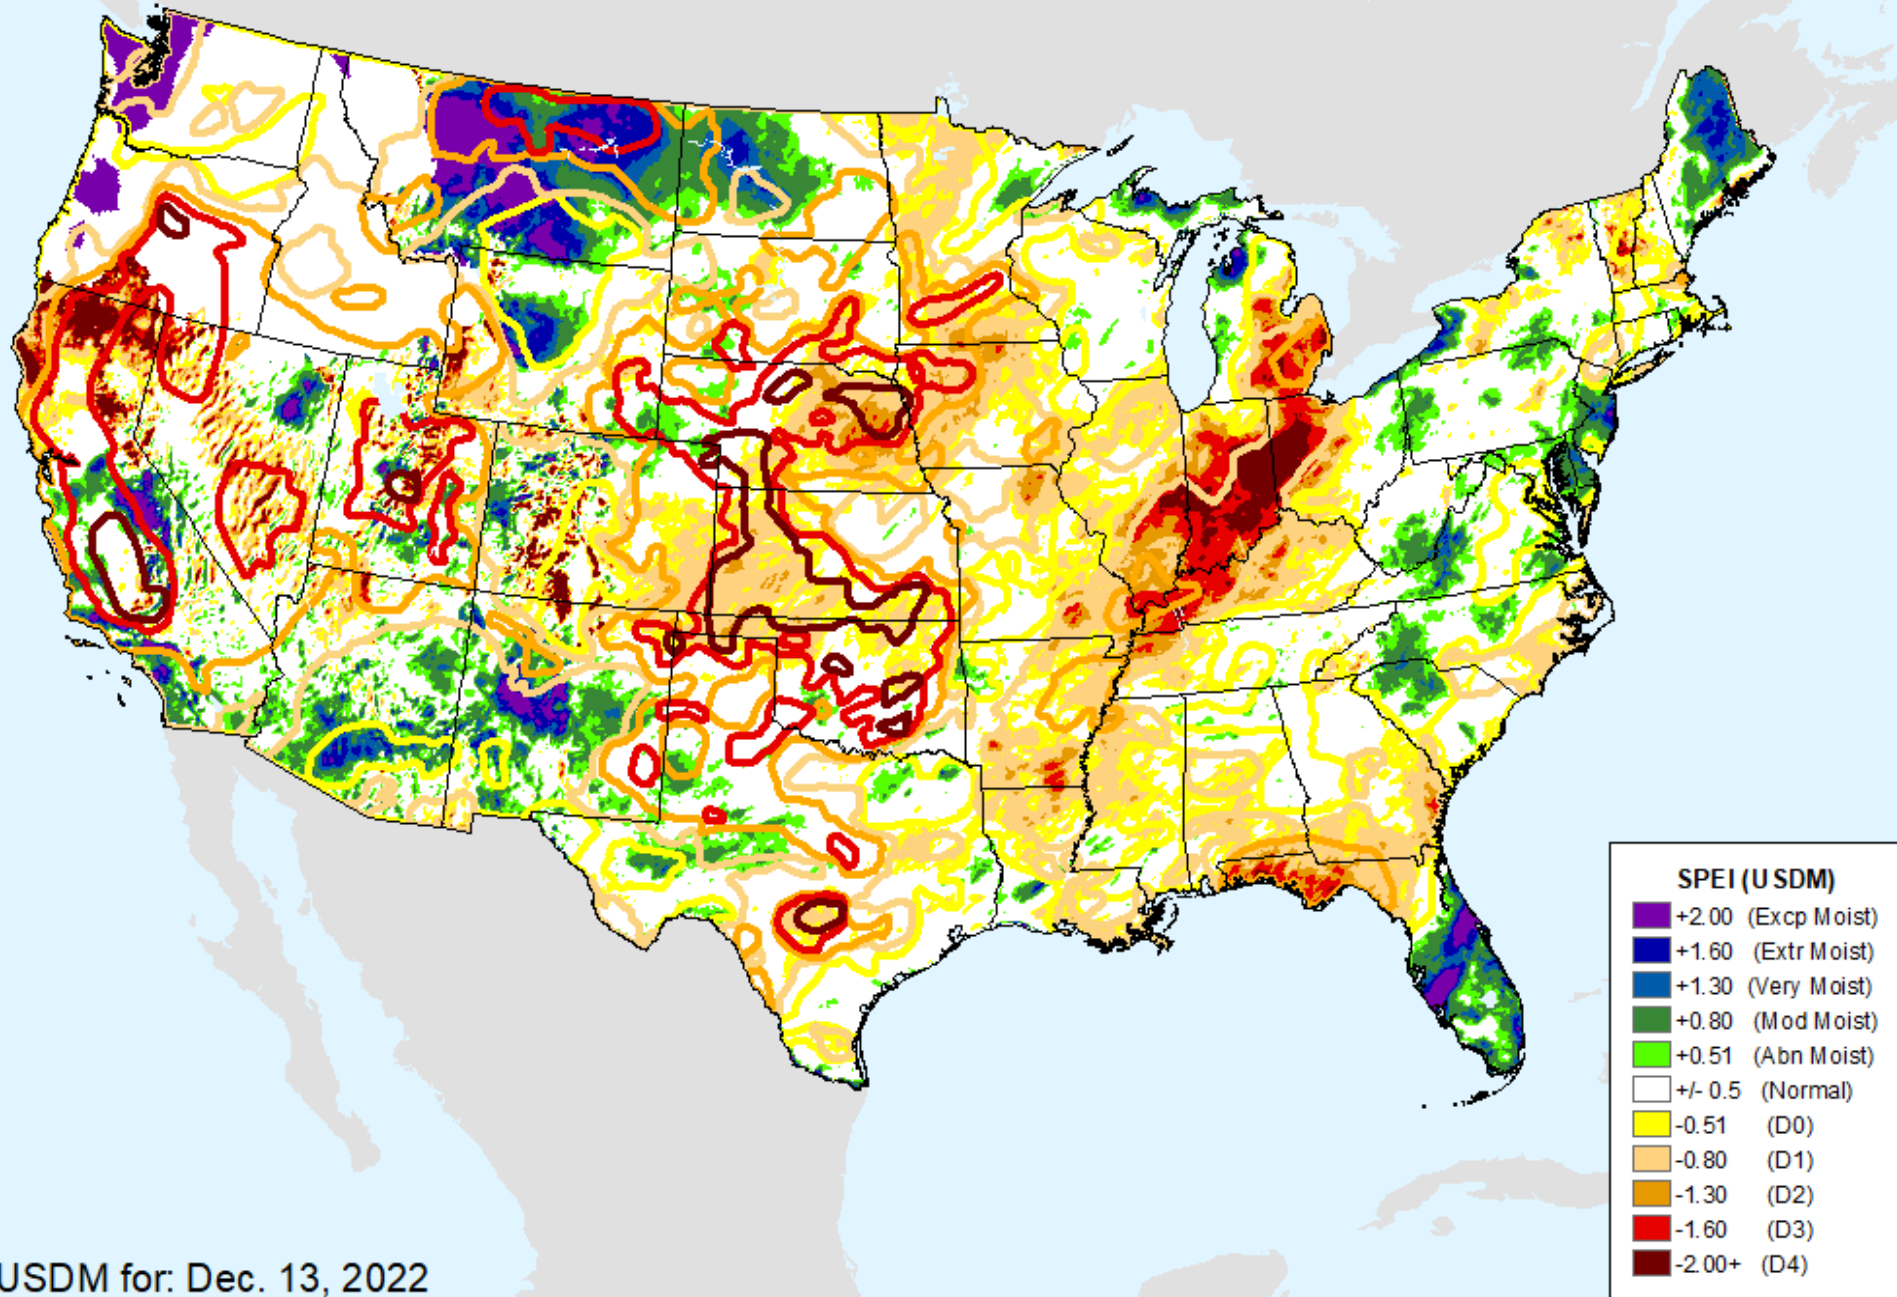 SPEI (USDM)
+2.00 (Excp Moist)
+1.60 (Extr Moist)
+1.30 (Very Moist)
+0.80 (Mod Moist)
+0.51 (Abn Moist)
+/- 0.5 (Normal)
-0.51 (D0)
-0.80 (D1)
-1.30 (D2)
-1.60 (D3)
-2.00+ (D4)
USDM for: Dec. 13, 2022